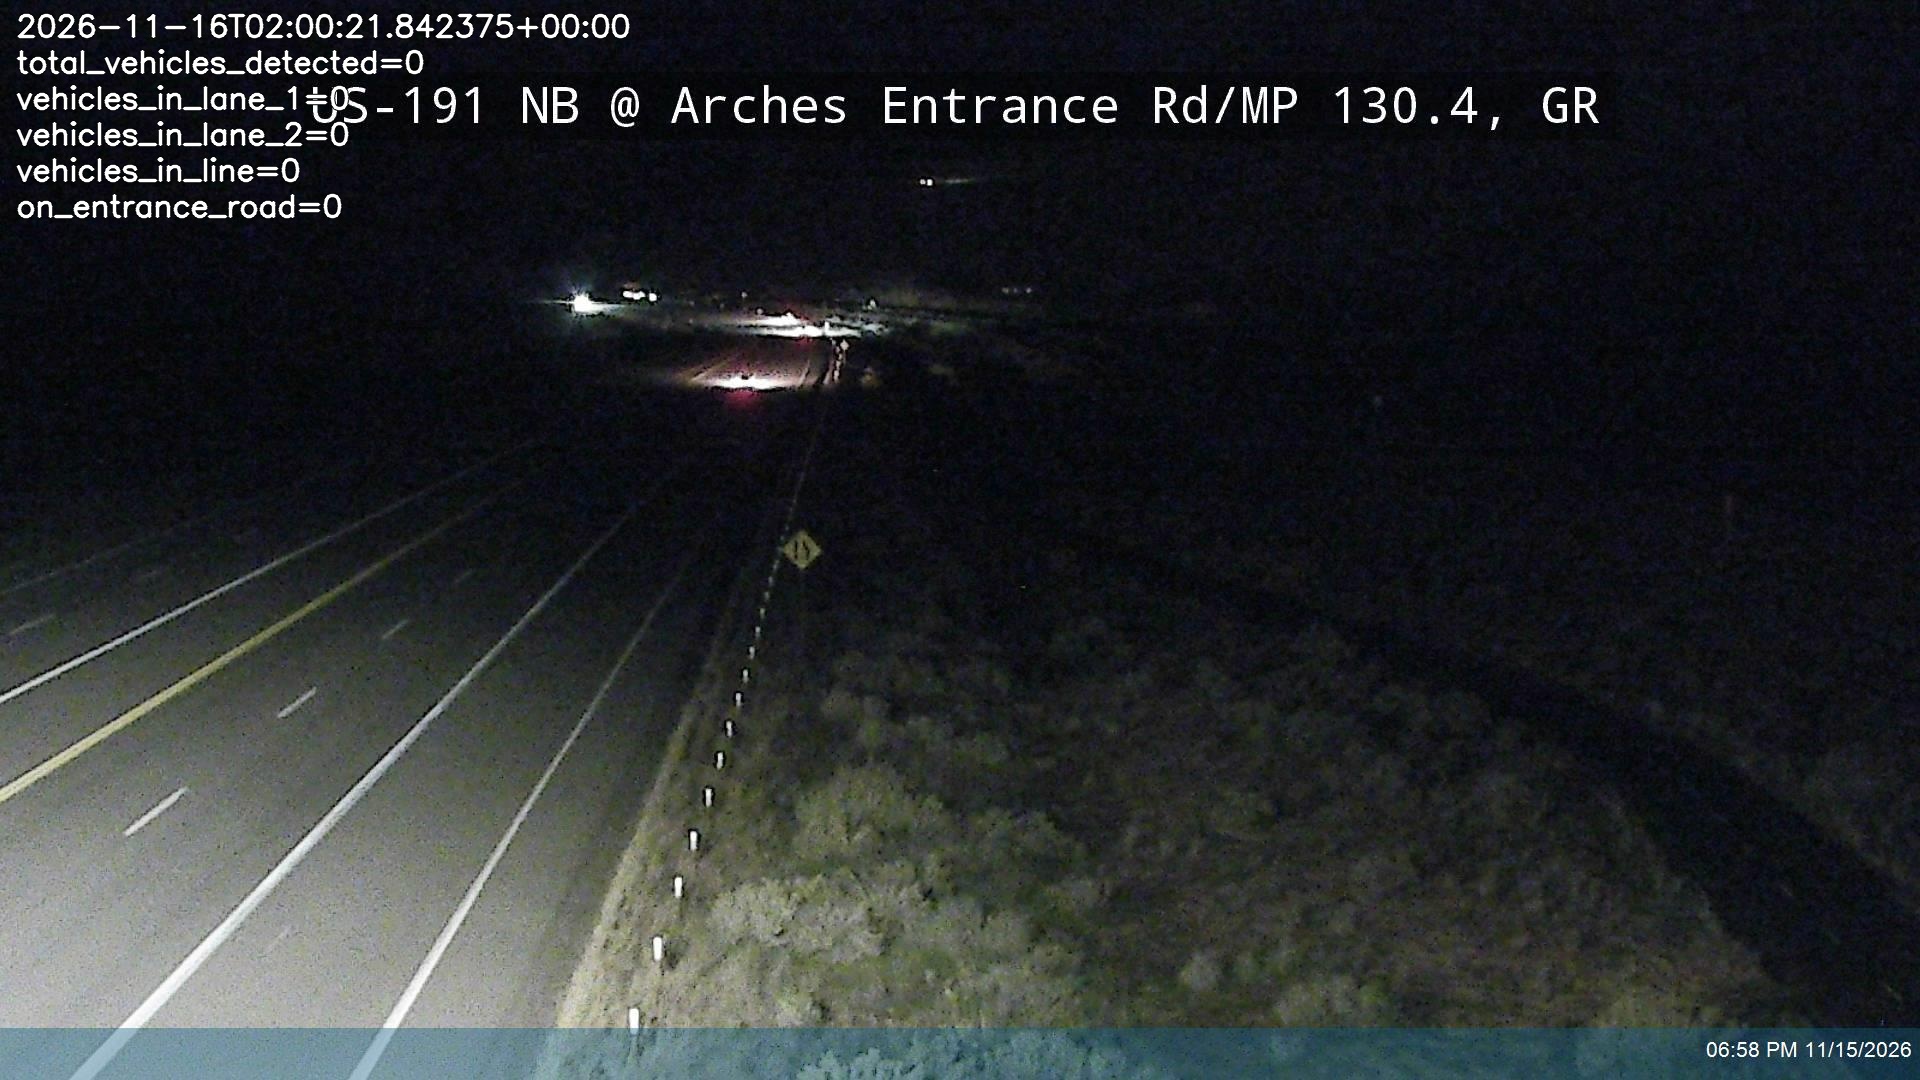 2026-11-16T02:00:21.842375+00:00
total_vehicles_detected=0
vehicles_in_lane_1=0
US-191 NB @ Arches Entrance Rd/MP 130.4, GR
vehicles_in_lane_2=0
vehicles_in_line=0
on_entrance_road=0
06:58 PM 11/15/2026